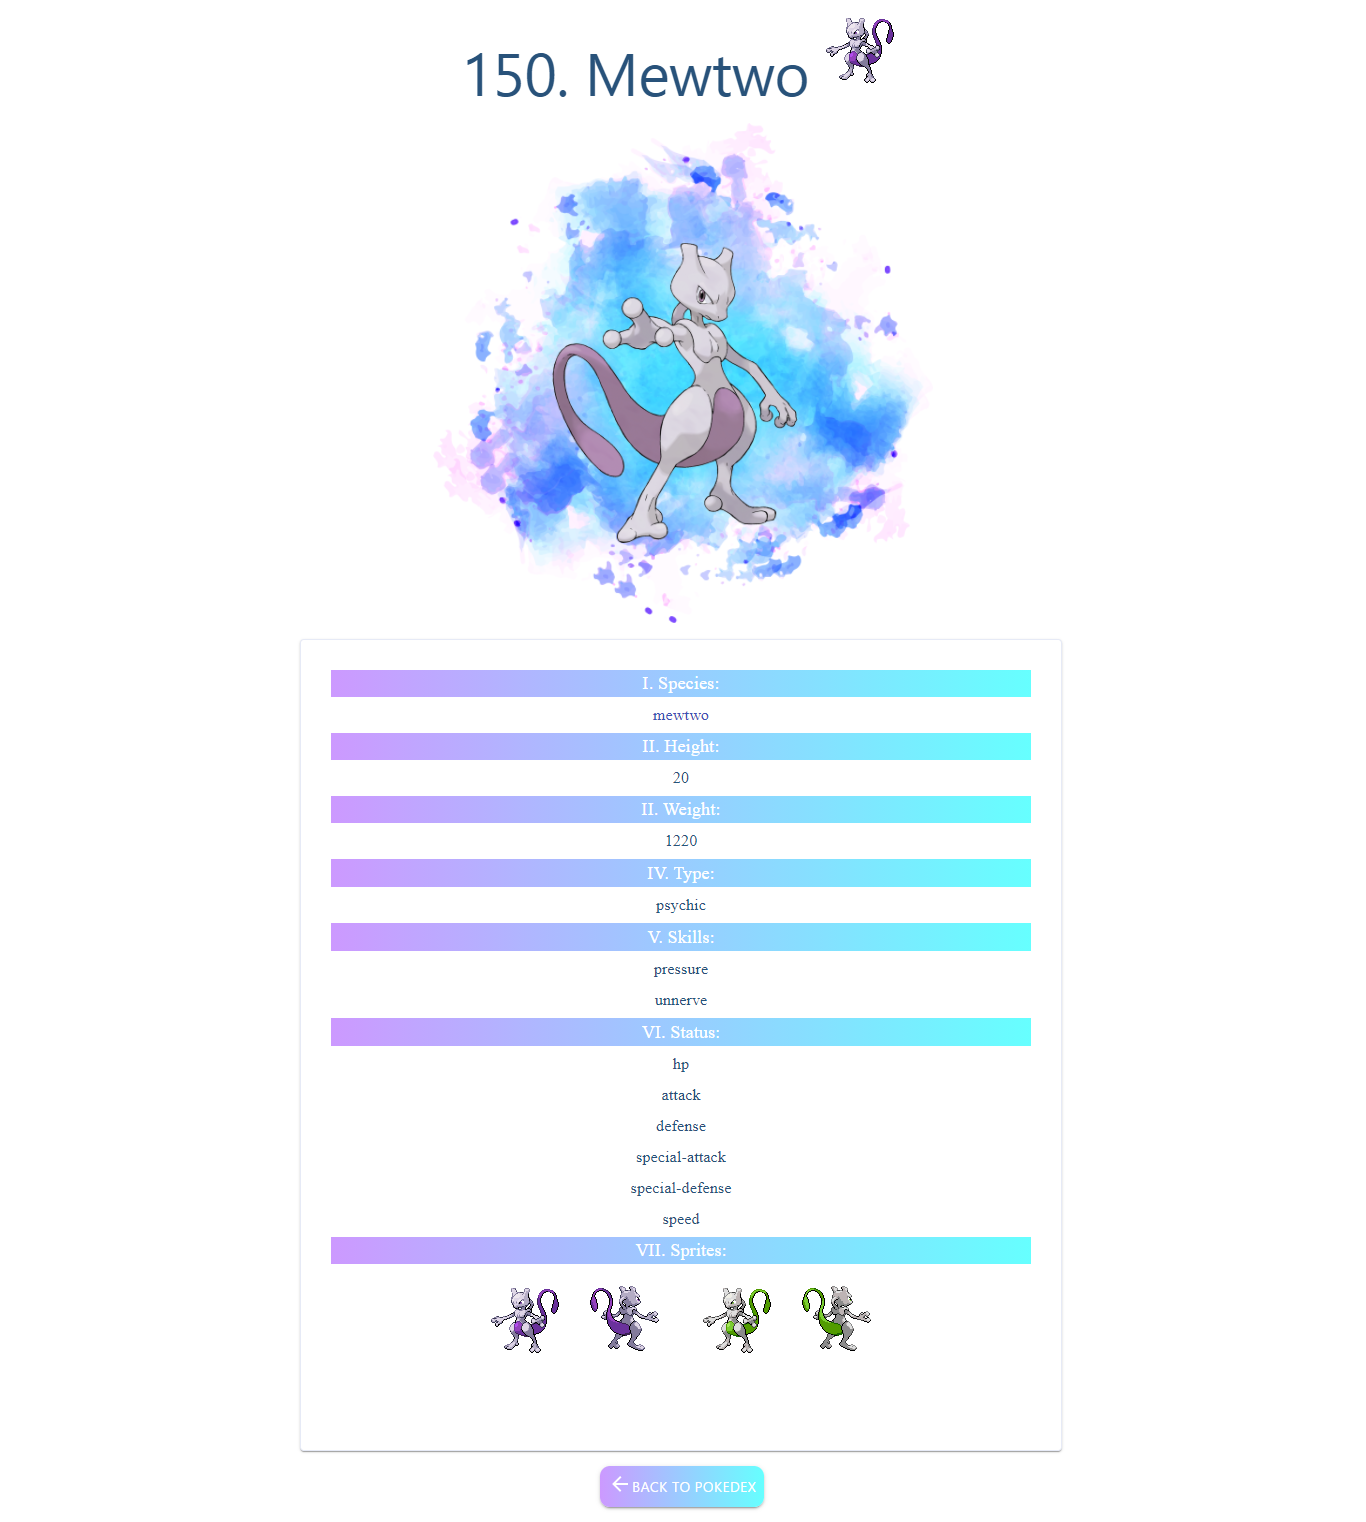 150. Mewtwo
I. Species:
mewtwo
II. Height:
20
II. Weight:
1220
IV. Type:
psychic
V. Skills:
pressure
unnerve
VI. Status:
hp
attack
defense
special-attack
special-defense
speed
VII. Sprites:
BACK TO POKEDEX